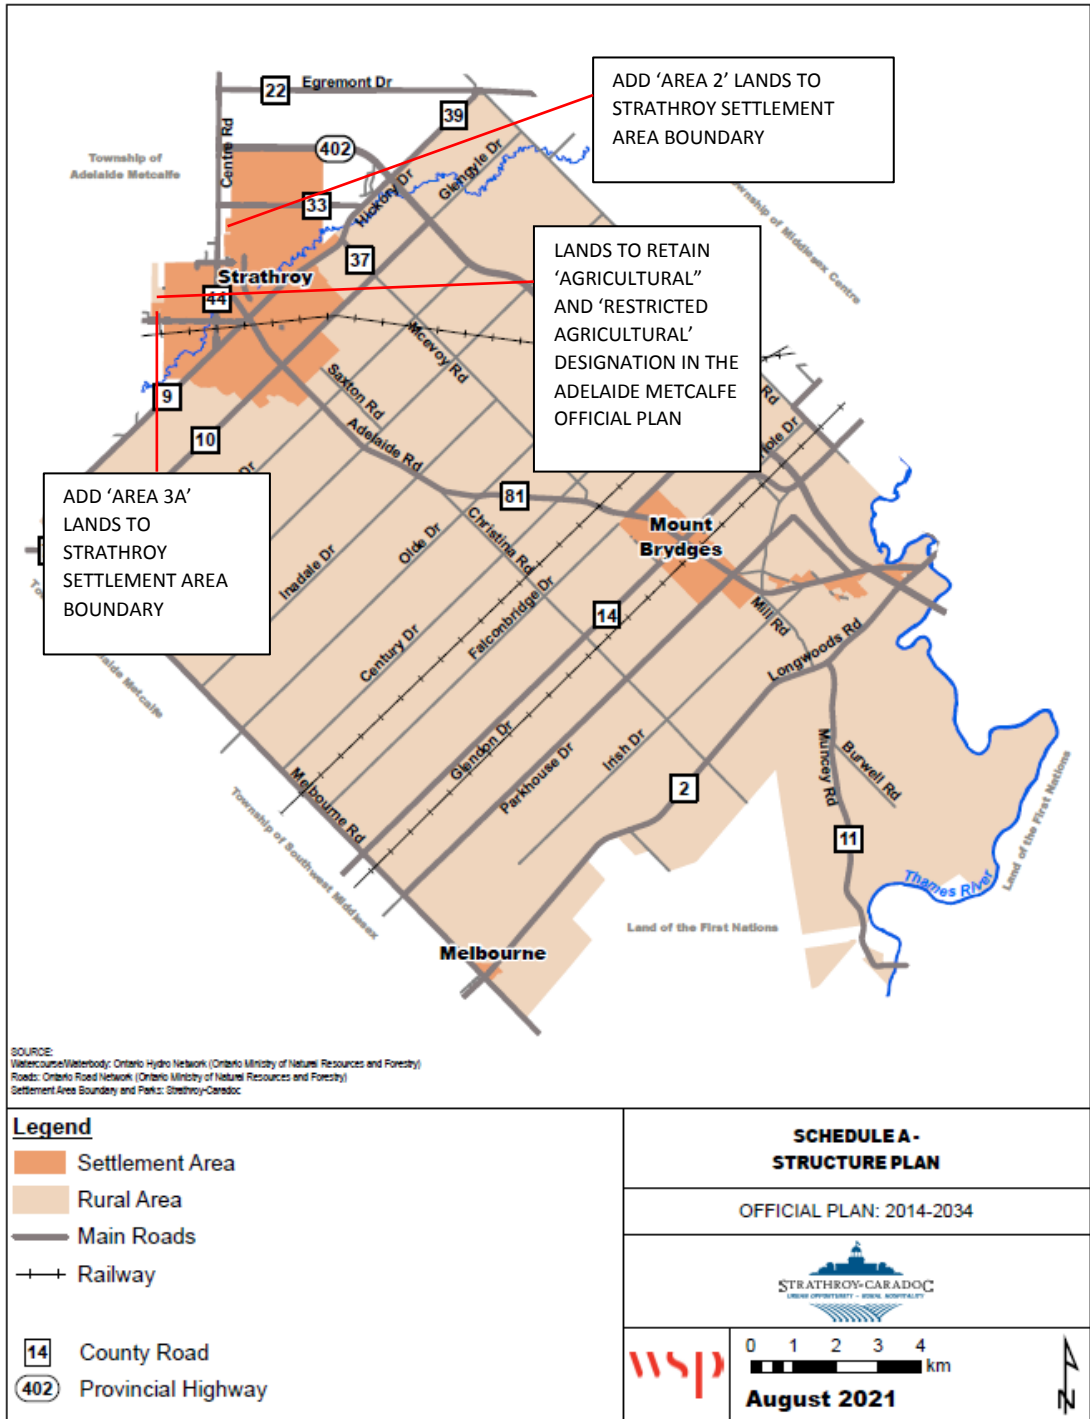 22
Egremont Dr
39
Centre Rd
402
Township of
Adelaide Metcalfe
Glengyle Dr
Hickory Dr
33
37
Strathroy
44
ADD ‘AREA 2’ LANDS TO
STRATHROY SETTLEMENT
AREA BOUNDARY
Township of Middlesex Centre
LANDS TO RETAIN
‘AGRICULTURAL”
AND ‘RESTRICTED
AGRICULTURAL’
DESIGNATION IN THE
ADELAIDE METCALFE
OFFICIAL PLAN
Mcevoy Rd
Saxton Rd
Adelaide Rd
9
10
Dr
Rd
81
ADD ‘AREA 3A’
LANDS TO
STRATHROY
SETTLEMENT AREA
BOUNDARY
Christina Rd
Olde Dr
Inadale Dr
Century Dr
Falconbridge Dr
Mount
Brydges
14
Mill Rd
Longwoods Rd
Adelaide Metcalfe
Melbourne Rd
Glendon Dr
Parkhouse Dr
Irish Dr
2
Muncey Rd
Burwell Rd
11
Thames River
Land of the First Nations
Township of Southwest Middlesex
Land of the First Nations
Melbourne
SOURCE:
Watercourse/Waterbody: Ontario Hydro Network (Ontario Ministry of Natural Resources and Forestry)
Roads: Ontario Road Network (Ontario Ministry of Natural Resources and Forestry)
Settlement Area Boundary and Parks: Strathroy-Caradoc
Legend
Settlement Area
Rural Area
Main Roads
Railway
14 County Road
402 Provincial Highway
SCHEDULE A -
STRUCTURE PLAN
OFFICIAL PLAN: 2014-2034
STRATHROY-CARADOC
URBAN OPPORTUNITY - RURAL HOSPITALITY
wsp
0 1 2 3 4
km
August 2021
N